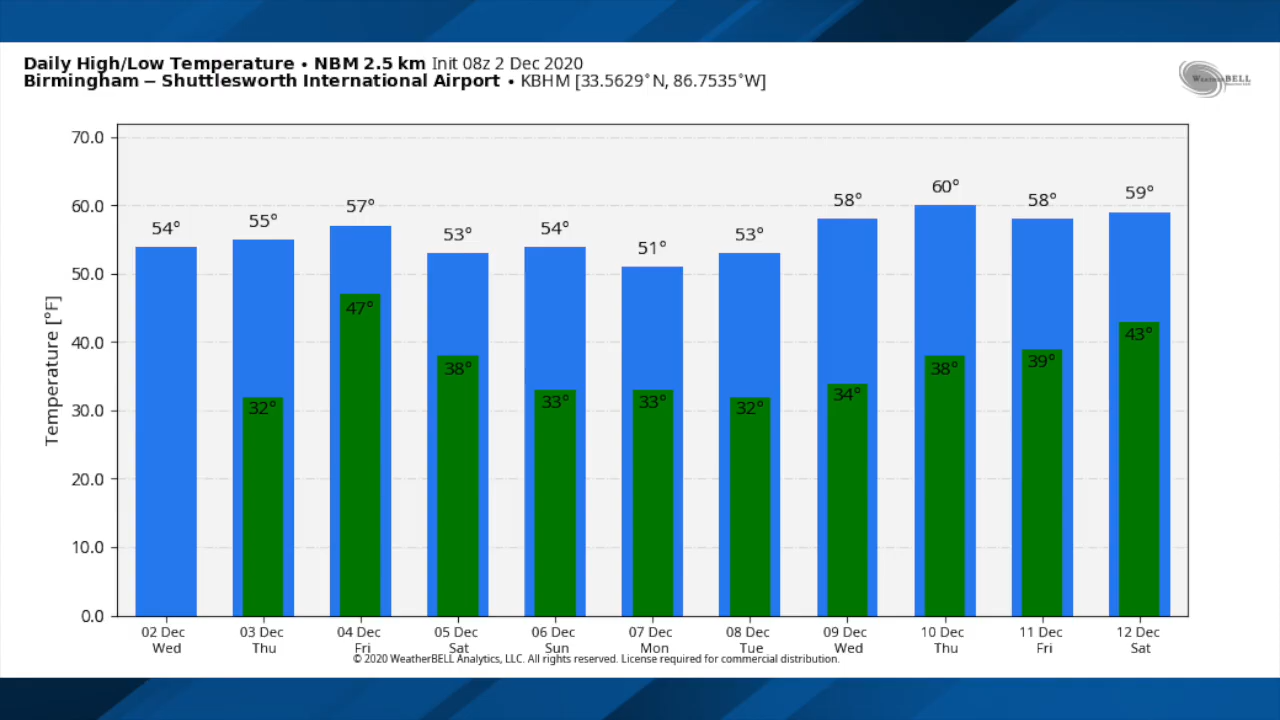 Daily High/Low Temperature • NBM 2.5 km Init 08z 2 Dec 2020
Birmingham – Shuttlesworth International Airport • KBHM [33.5629°N, 86.7535°W]
WeatherBELL
Temperature [°F]
70.0
60.0
50.0
40.0
30.0
20.0
10.0
0.0
54° 55° 57° 53° 54° 51° 53° 58° 60° 58° 59°
32° 47° 38° 33° 33° 32° 34° 38° 39° 43°
02 Dec 03 Dec 04 Dec 05 Dec 06 Dec 07 Dec 08 Dec 09 Dec 10 Dec 11 Dec 12 Dec
Wed Thu Fri Sat Sun Mon Tue Wed Thu Fri Sat
© 2020 WeatherBELL Analytics, LLC. All rights reserved. License required for commercial distribution.